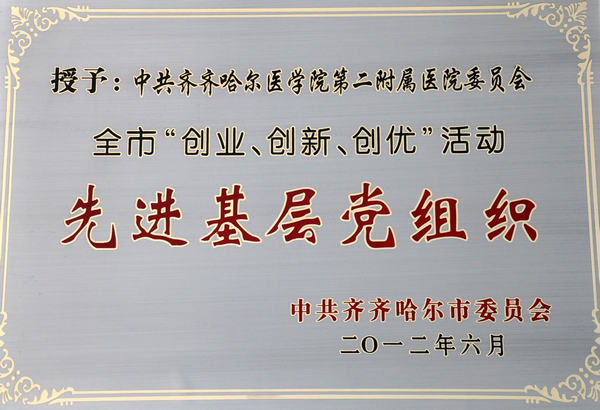 授予：中共齐齐哈尔医学院第二附属医院委员会
全市“创业、创新、创优”活动
先进基层党组织
中共齐齐哈尔市委员会
二〇一二年六月